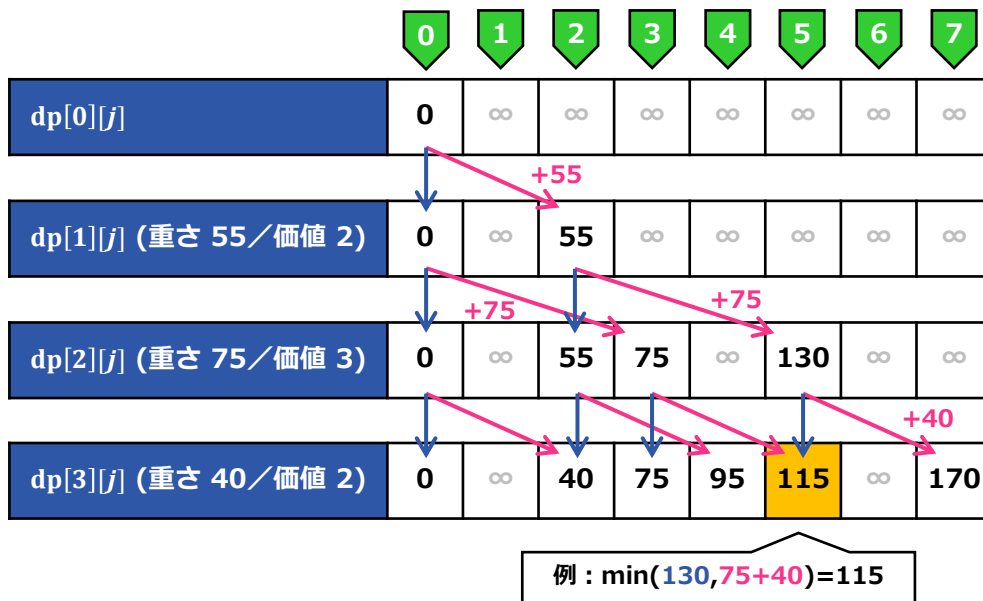 0 1 2 3 4 5 6 7
dp[0][j] 0 ∞ ∞ ∞ ∞ ∞ ∞ ∞
+55
dp[1][j] (重さ 55／価値 2) 0 ∞ 55 ∞ ∞ ∞ ∞ ∞
+75 +75
dp[2][j] (重さ 75／価値 3) 0 ∞ 55 75 ∞ 130 ∞ ∞
+40
dp[3][j] (重さ 40／価値 2) 0 ∞ 40 75 95 115 ∞ 170
例：min(130,75+40)=115